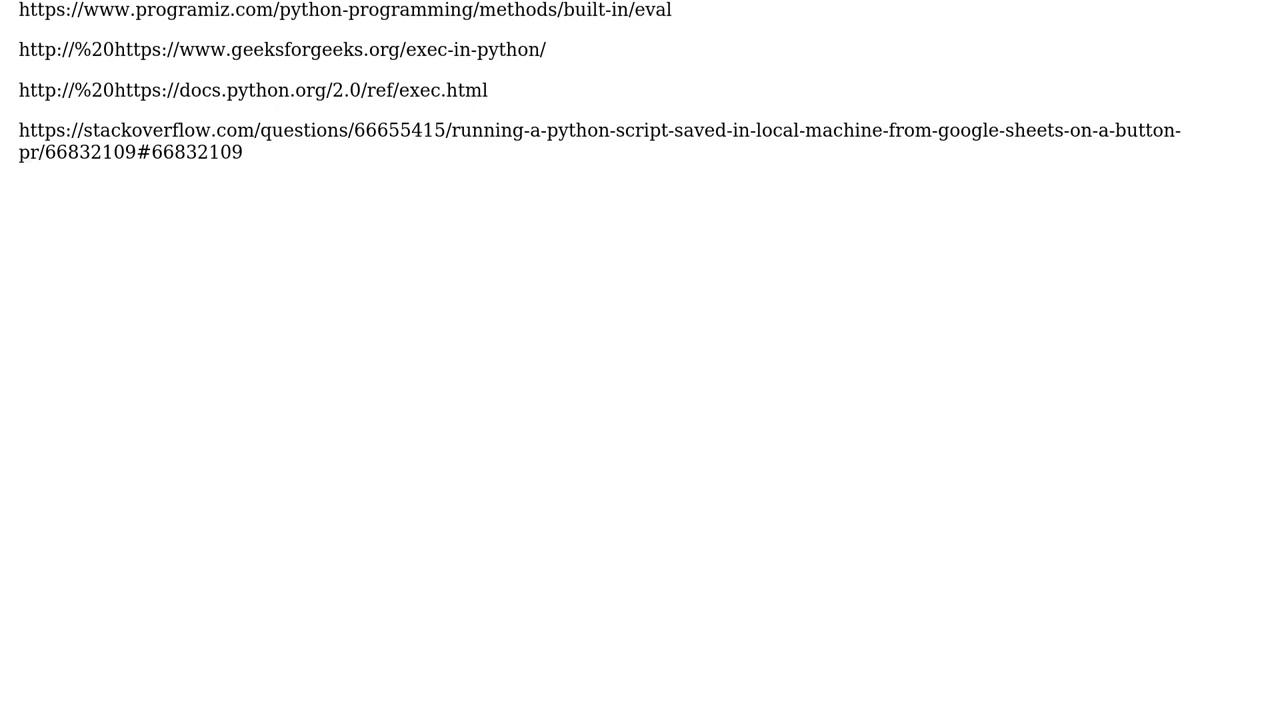 https://www.programiz.com/python-programming/methods/built-in/eval
http://%20https://www.geeksforgeeks.org/exec-in-python/
http://%20https://docs.python.org/2.0/ref/exec.html
https://stackoverflow.com/questions/66655415/running-a-python-script-saved-in-local-machine-from-google-sheets-on-a-button-
pr/66832109#66832109